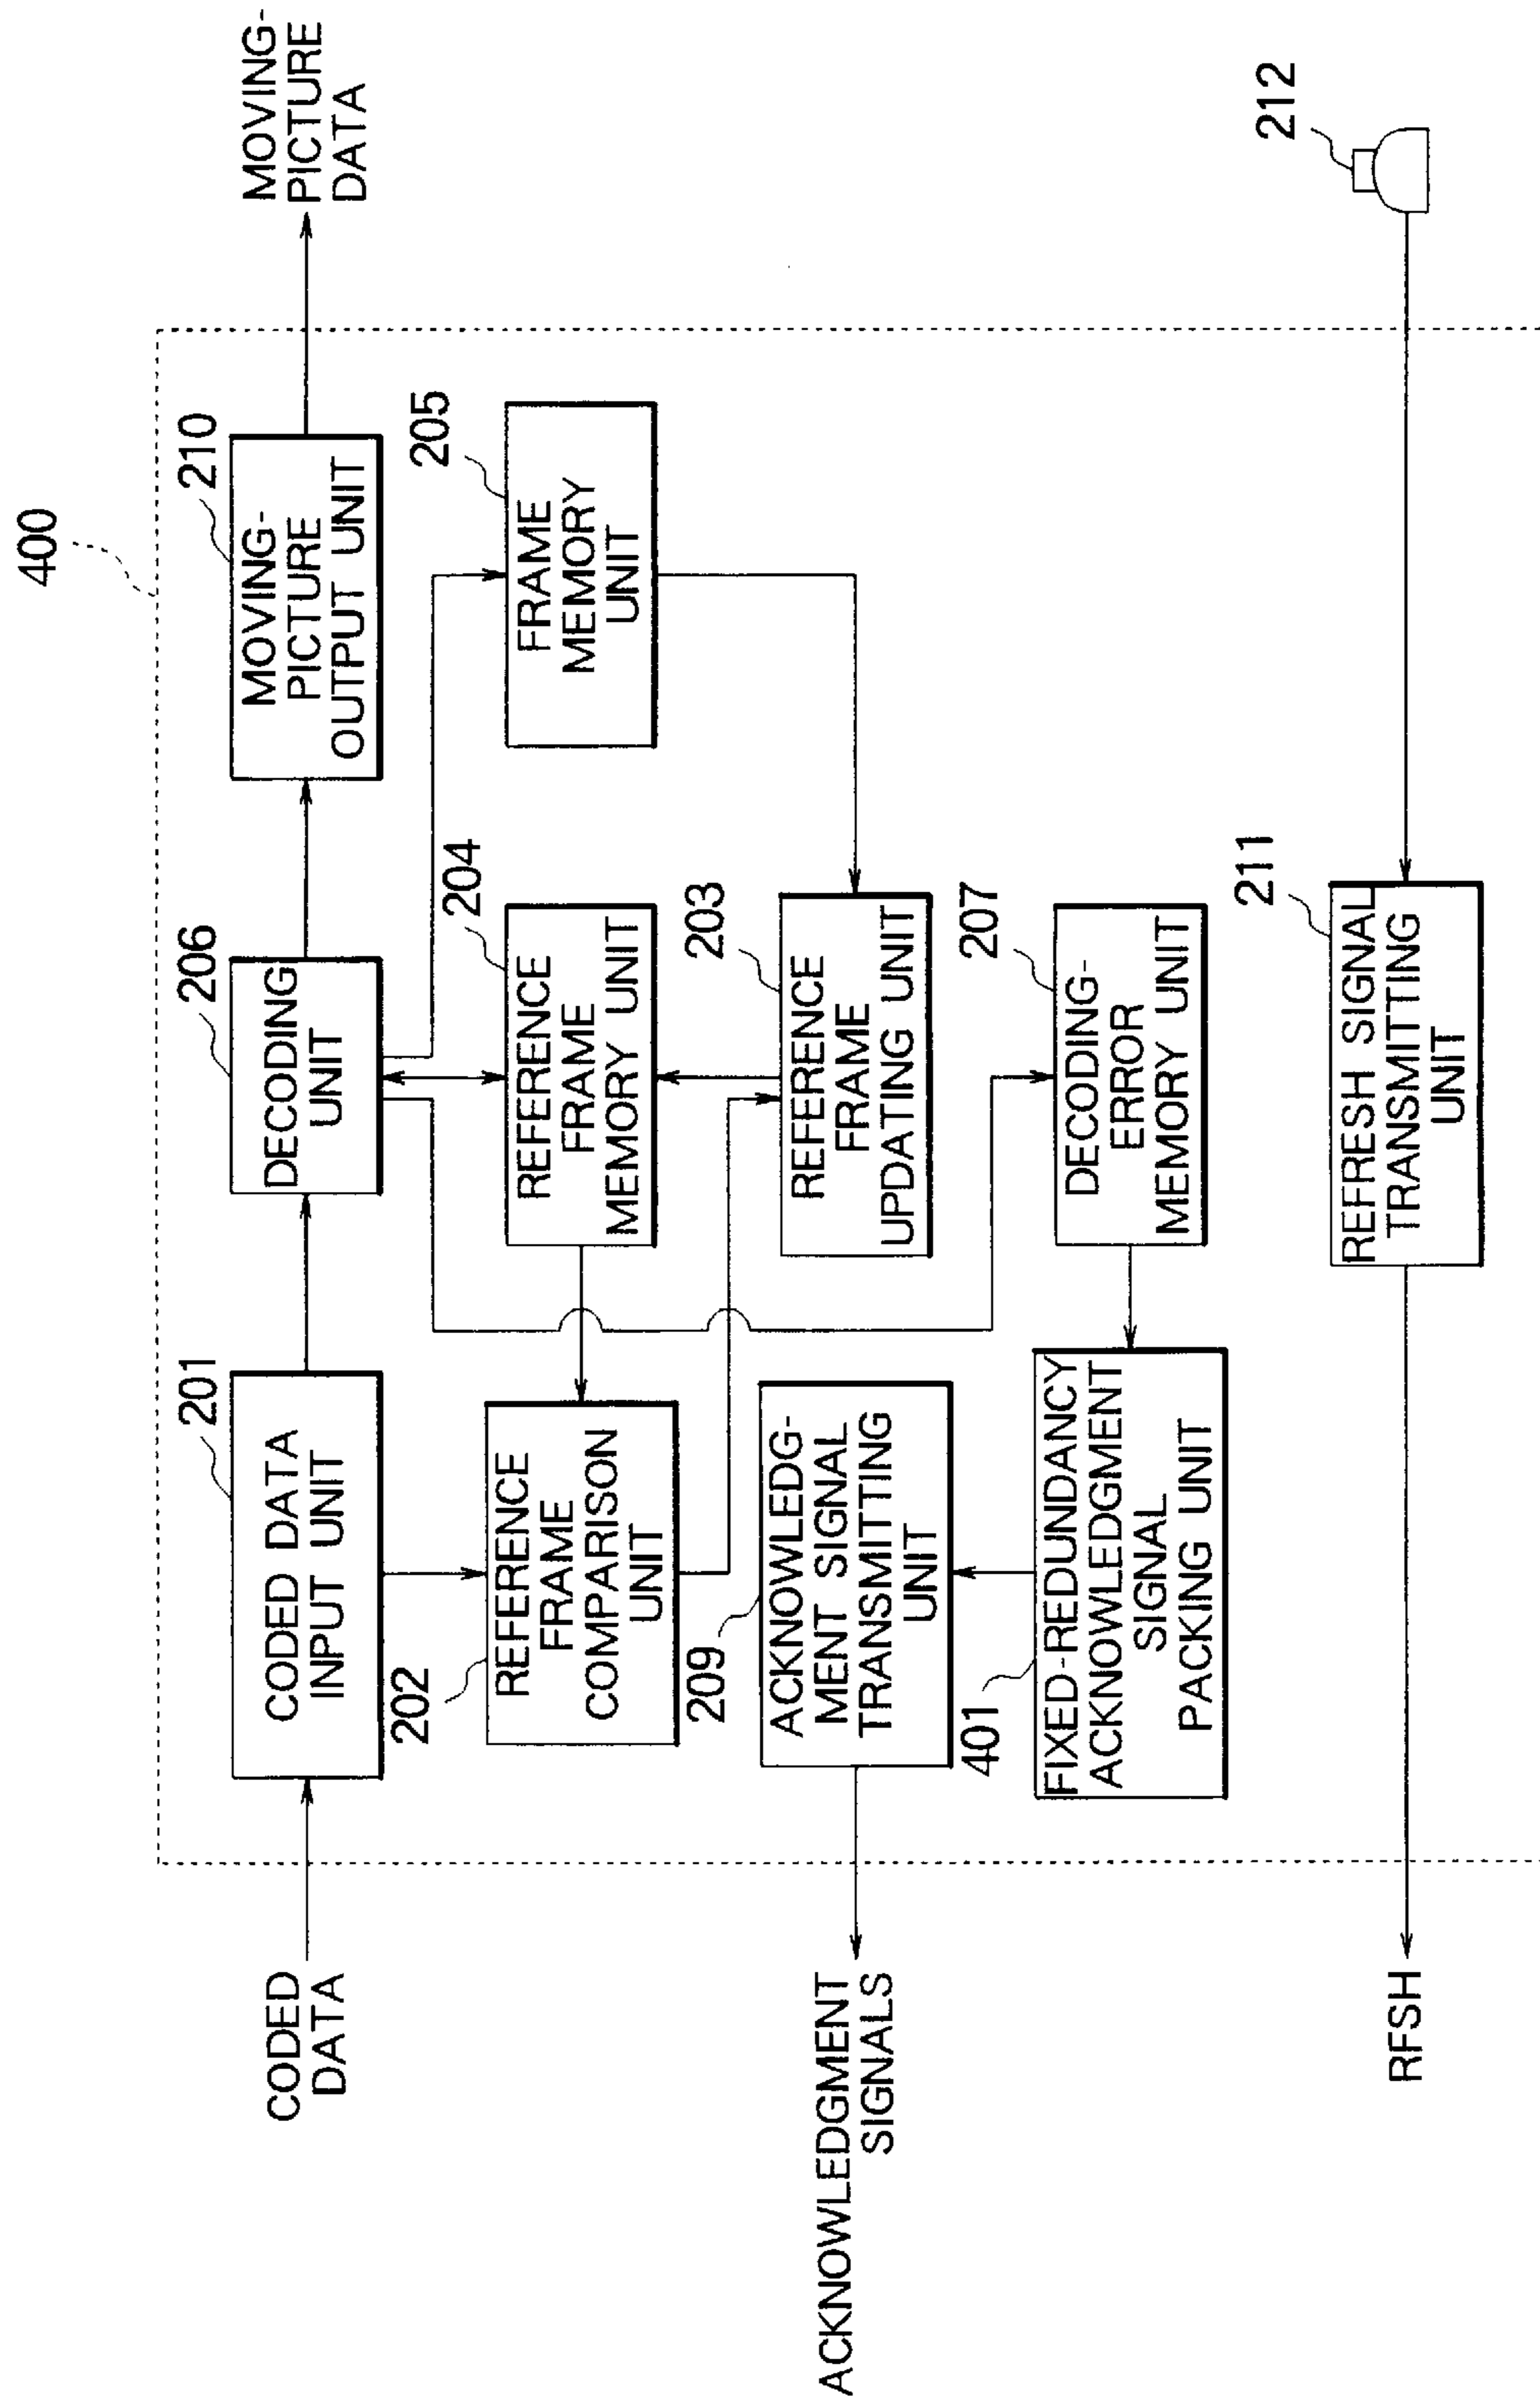 400
CODED
DATA
201
CODED DATA
INPUT UNIT
206
DECODING
UNIT
210
MOVING-
PICTURE
OUTPUT UNIT
MOVING-
PICTURE
DATA
202
REFERENCE
FRAME
COMPARISON
UNIT
204
REFERENCE
FRAME
MEMORY UNIT
205
FRAME
MEMORY
UNIT
209
ACKNOWLEDG-
MENT SIGNAL
TRANSMITTING
UNIT
203
REFERENCE
FRAME
UPDATING UNIT
ACKNOWLEDGMENT
SIGNALS
401
FIXED-REDUNDANCY
ACKNOWLEDGMENT
SIGNAL
PACKING UNIT
207
DECODING-
ERROR
MEMORY UNIT
RFSH
211
REFRESH SIGNAL
TRANSMITTING
UNIT
212